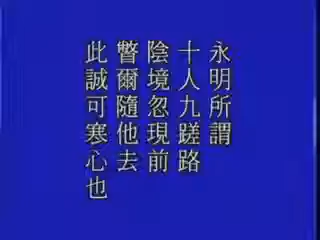 永明所謂
十人九蹉路
陰境忽現前
瞥爾隨他去
此誠可寒心也